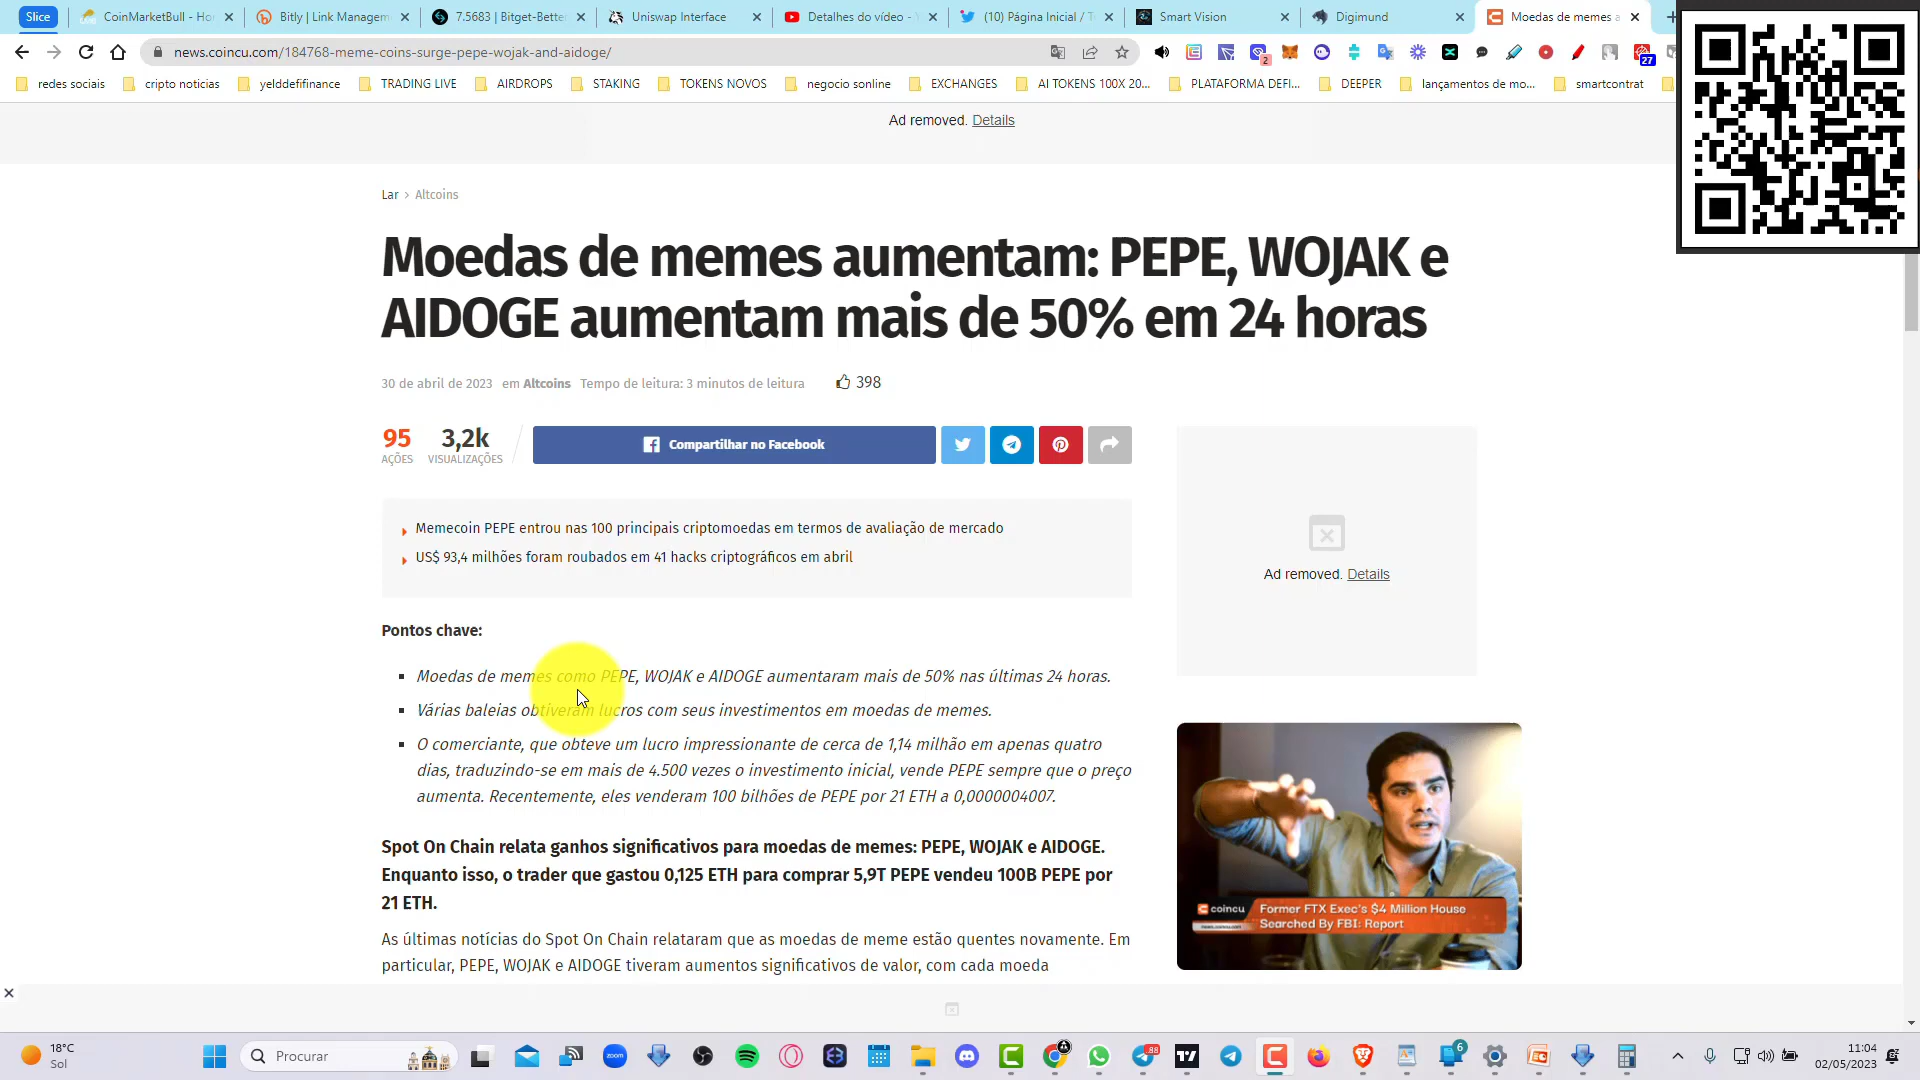 Slice
CoinMarketBull - Ho
Bitly | Link Managem
7.5683 | Bitget-Bette
Uniswap Interface
Detalhes do vídeo - Y
(10) Página Inicial / T
Smart Vision
Digimund
Moedas de memes a
news.coincu.com/184768-meme-coins-surge-pepe-wojak-and-aidoge/
2
27
redes sociais
cripto noticias
yelddefifinance
TRADING LIVE
AIRDROPS
STAKING
TOKENS NOVOS
negocio sonline
EXCHANGES
AI TOKENS 100X 20...
PLATAFORMA DEFI...
DEEPER
lançamentos de mo...
smartcontrat
Ad removed. Details
Lar > Altcoins
Moedas de memes aumentam: PEPE, WOJAK e
AIDOGE aumentam mais de 50% em 24 horas
30 de abril de 2023 em Altcoins Tempo de leitura: 3 minutos de leitura 398
95
AÇÕES
3,2k
VISUALIZAÇÕES
Compartilhar no Facebook
Memecoin PEPE entrou nas 100 principais criptomoedas em termos de avaliação de mercado
US$ 93,4 milhões foram roubados em 41 hacks criptográficos em abril
Ad removed. Details
Pontos chave:
Moedas de memes como PEPE, WOJAK e AIDOGE aumentaram mais de 50% nas últimas 24 horas.
Várias baleias obtiveram lucros com seus investimentos em moedas de memes.
O comerciante, que obteve um lucro impressionante de cerca de 1,14 milhão em apenas quatro
dias, traduzindo-se em mais de 4.500 vezes o investimento inicial, vende PEPE sempre que o preço
aumenta. Recentemente, eles venderam 100 bilhões de PEPE por 21 ETH a 0,0000004007.
Spot On Chain relata ganhos significativos para moedas de memes: PEPE, WOJAK e AIDOGE.
Enquanto isso, o trader que gastou 0,125 ETH para comprar 5,9T PEPE vendeu 100B PEPE por
21 ETH.
As últimas notícias do Spot On Chain relataram que as moedas de meme estão quentes novamente. Em
particular, PEPE, WOJAK e AIDOGE tiveram aumentos significativos de valor, com cada moeda
coincu
Former FTX Exec's $4 Million House
Searched By FBI: Report
18°C
Sol
Procurar
zoom
88
6
11:04
02/05/2023